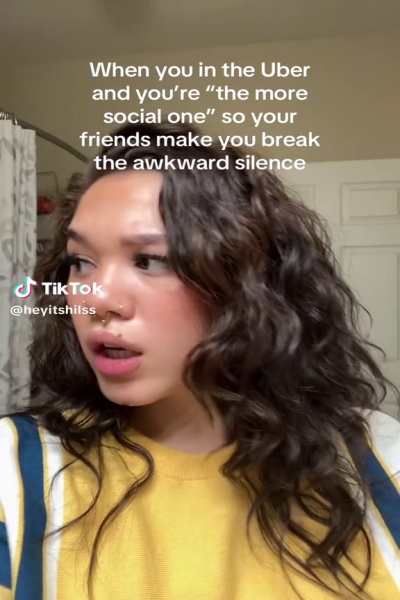 When you in the Uber
and you’re “the more
social one” so your
friends make you break
the awkward silence
TikTok
@heyitshilss